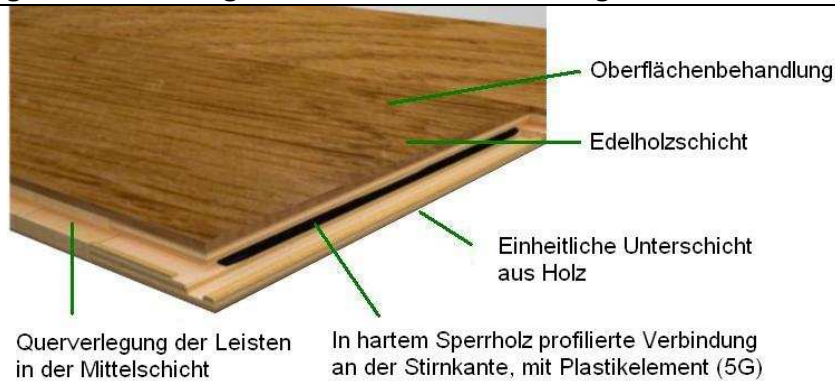 Oberflächenbehandlung
Edelholzschicht
Einheitliche Unterschicht
aus Holz
Querverlegung der Leisten
in der Mittelschicht
In hartem Sperrholz profilierte Verbindung
an der Stirnkante, mit Plastikelement (5G)